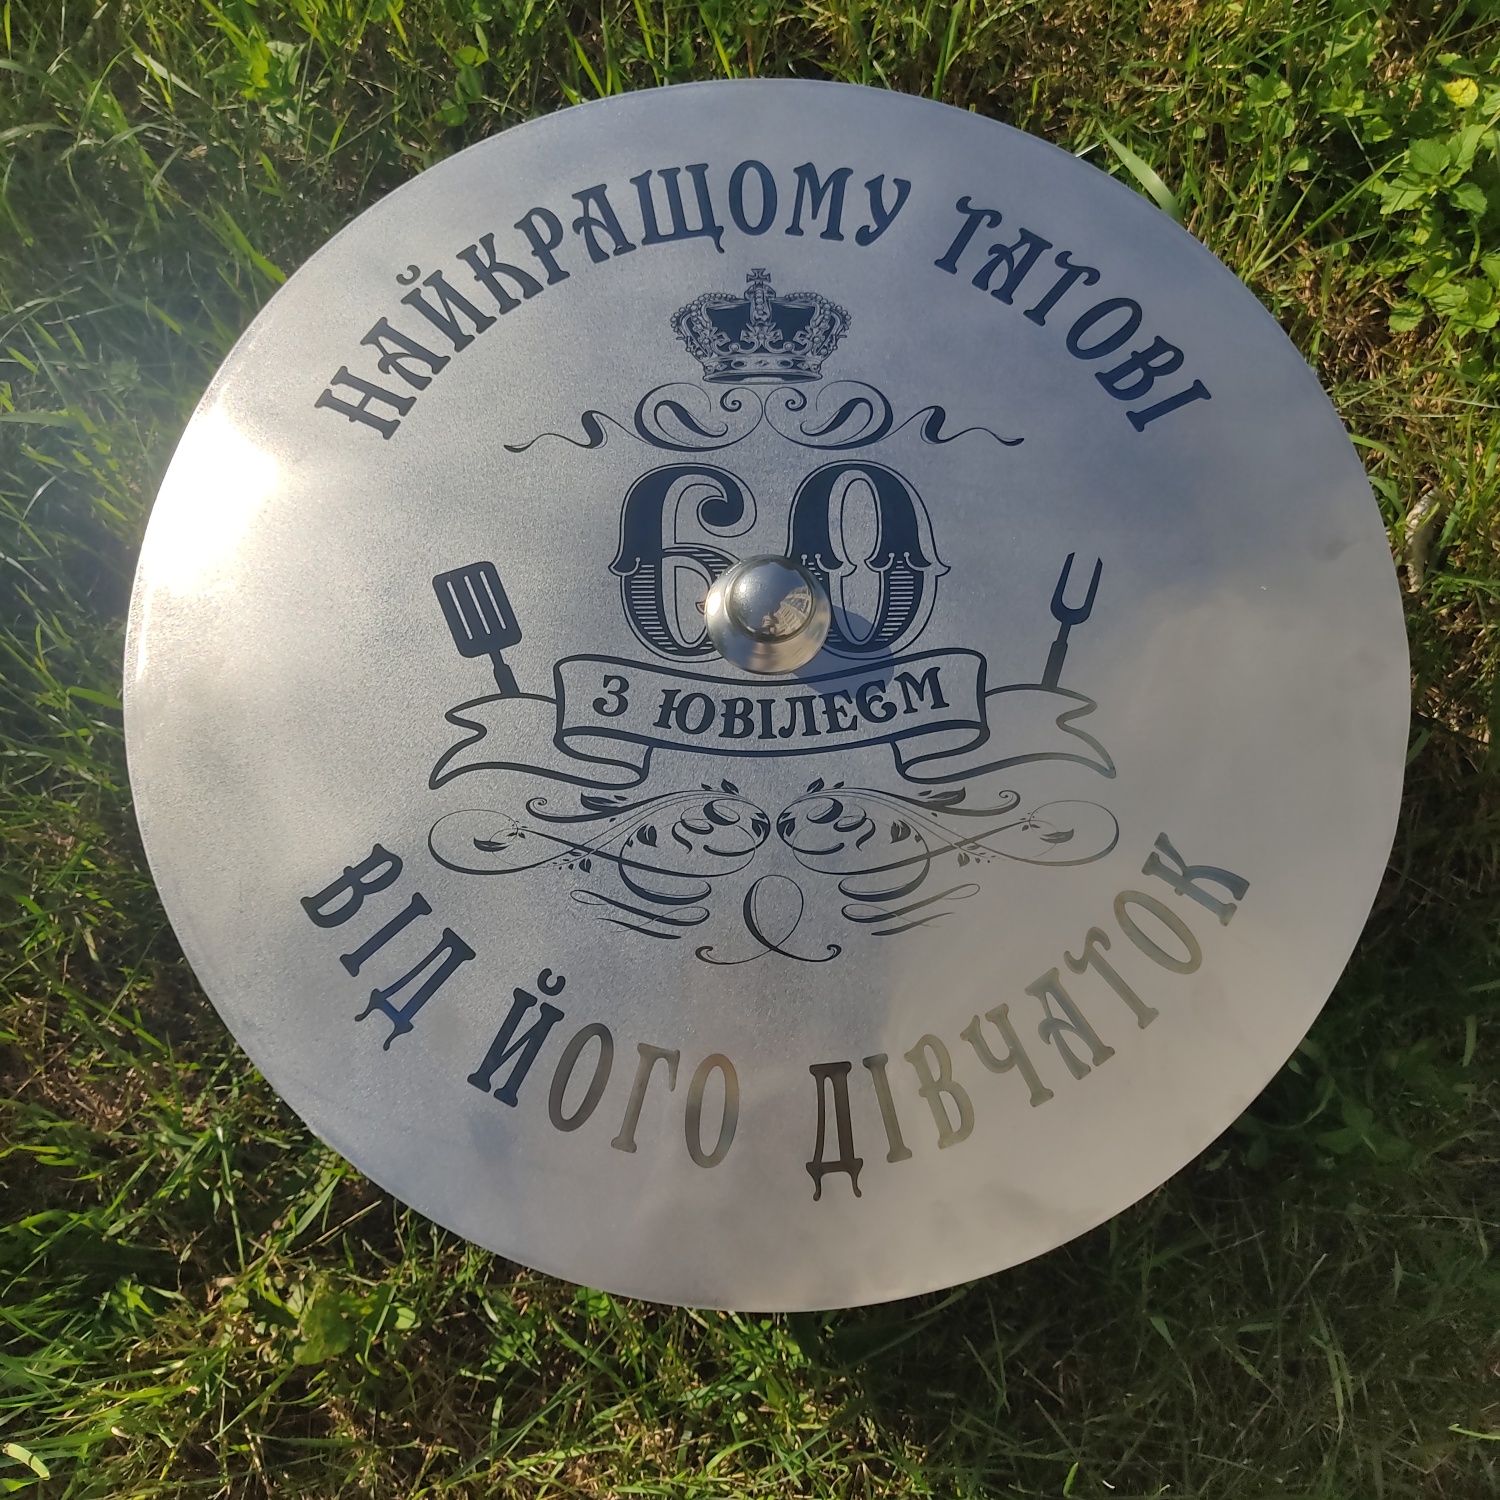 НАЙКРАЩОМУ ТАТОВІ
60
З ЮВІЛЕЄМ
ВІД ЙОГО ДІВЧАТОК